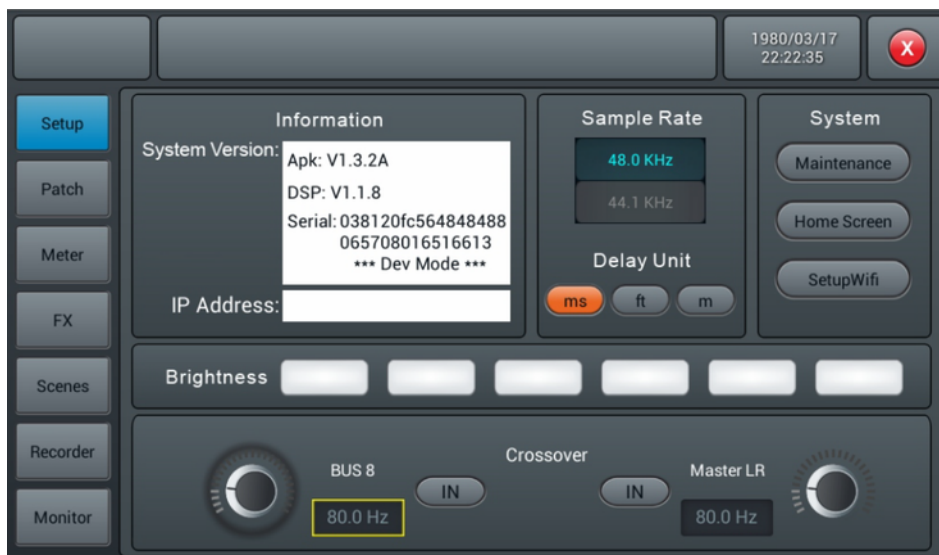 1980/03/17
22:22:35
X
Setup
Patch
Meter
FX
Scenes
Recorder
Monitor
Information
System Version:
Apk: V1.3.2A
DSP: V1.1.8
Serial: 038120fc564848488
065708016516613
*** Dev Mode ***
IP Address:
Sample Rate
48.0 KHz
44.1 KHz
Delay Unit
ms ft m
System
Maintenance
Home Screen
SetupWifi
Brightness
Crossover
BUS 8
IN
80.0 Hz
IN
Master LR
80.0 Hz